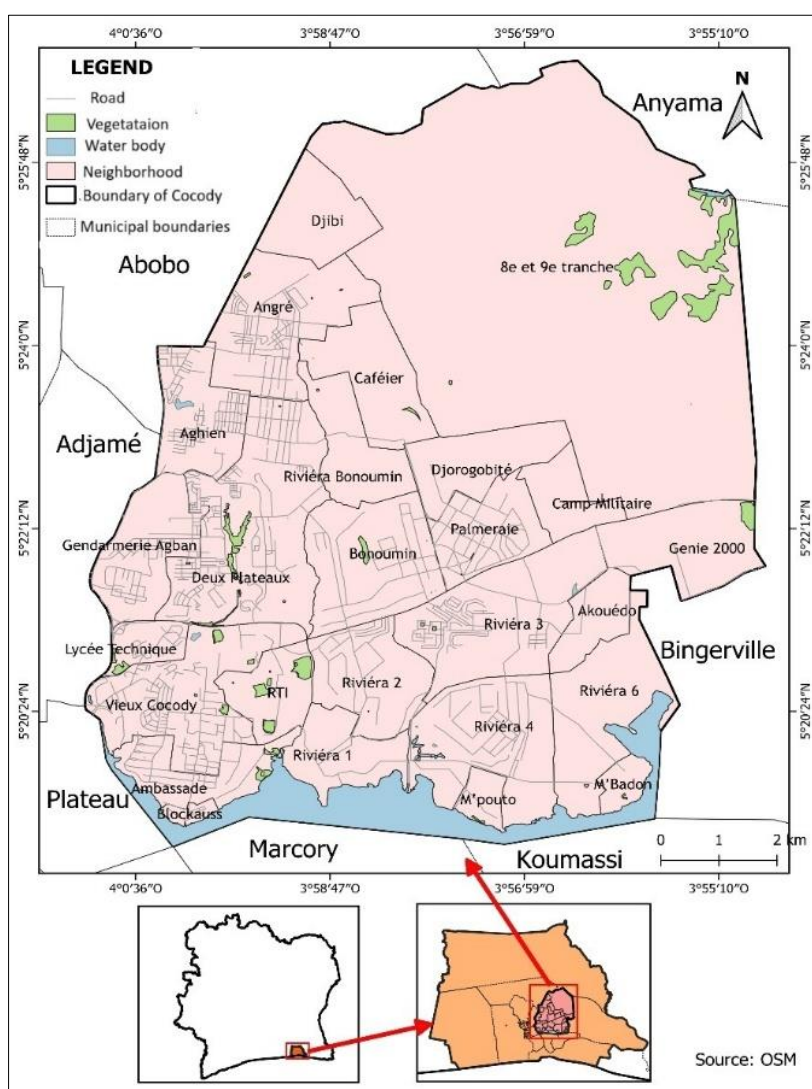 4°0'36"O 3°58'47"O 3°56'59"O 3°55'10"O
LEGEND
Road
Vegetataion
Water body
Neighborhood
.Boundary of Cocody
Municipal boundaries
N
Anyama
5°25'48"N
5°25'48"N
Djibi
Abobo
8e et 9e tranche
Angré
5°24'0"N
5°24'0"N
Caféier
Adjamé
Aghien
Riviéra Bonoumin
Djorogobité
Camp Militaire
5°22'12"N
5°22'12"N
Palmeraie
Gendarmerie Agban
Bonoumin
Genie 2000
Deux Plateaux
Akouédo
Riviéra 3
Lycée Technique
Bingerville
RTI
Riviéra 2
Riviéra 6
5°20'24"N
5°20'24"N
Vieux Cocody
Riviéra 4
Riviéra 1
Ambassade
M'Badon
Plateau
M'pouto
Blockauss
Marcory
Koumassi
0 1 2 km
4°0'36"O 3°58'47"O 3°56'59"O 3°55'10"O
Source: OSM